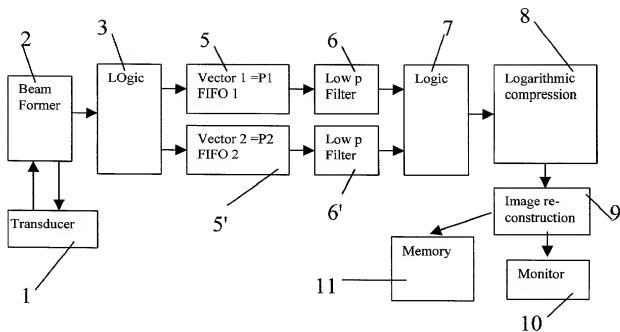 2
3
5
6
7
8
Beam
Former
LOgic
Vector 1 =P1
FIFO 1
Low p
Filter
Logic
Logarithmic
compression
Vector 2 =P2
FIFO 2
Low p
Filter
5'
6'
Transducer
1
Image re-
construction
9
Memory
11
Monitor
10